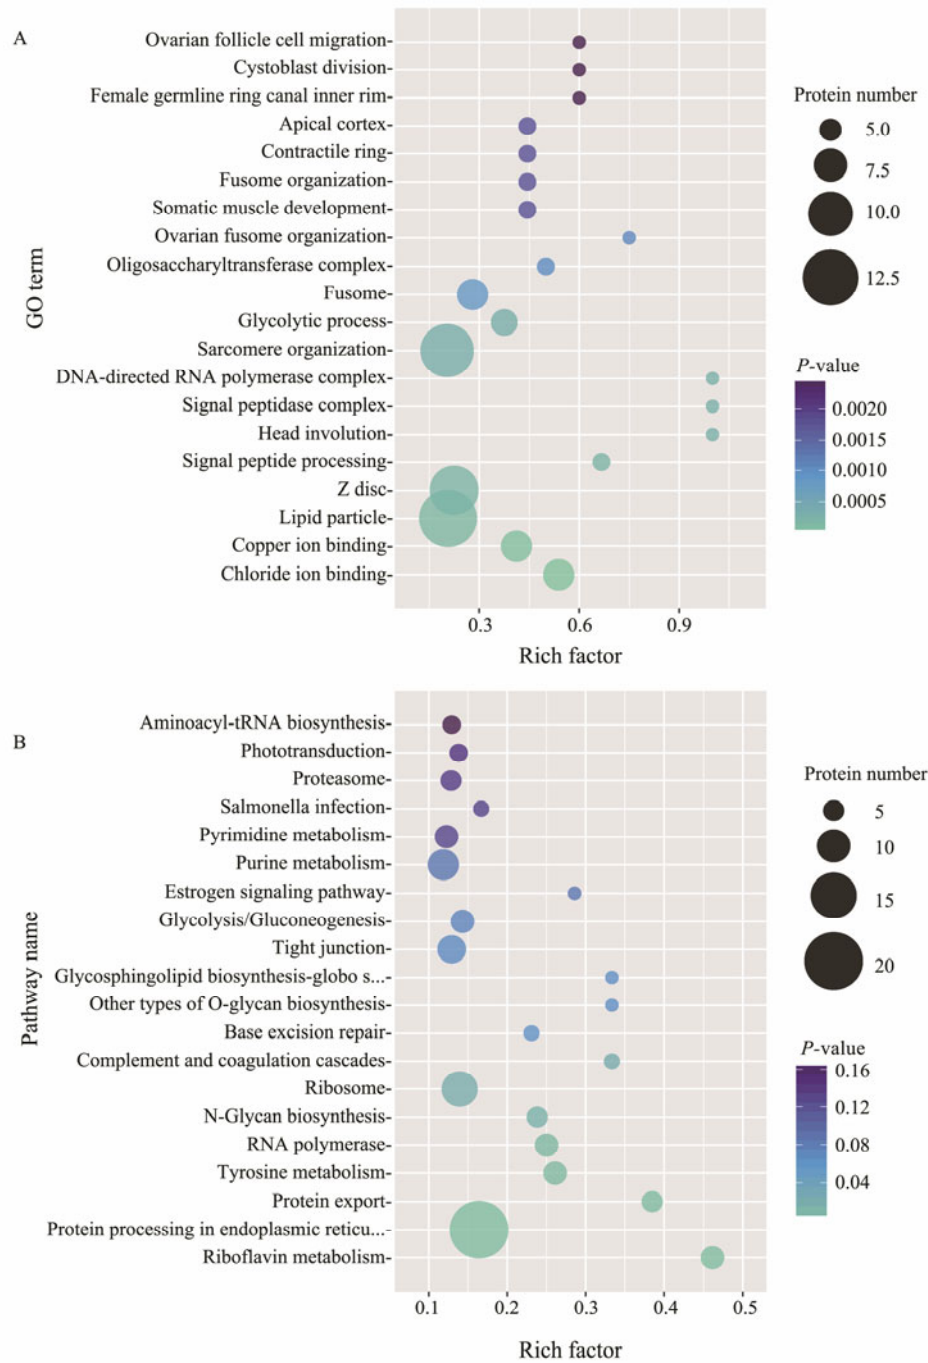 A
GO term
Ovarian follicle cell migration
Cystoblast division
Female germline ring canal inner rim
Apical cortex
Contractile ring
Fusome organization
Somatic muscle development
Ovarian fusome organization
Oligosaccharyltransferase complex
Fusome
Glycolytic process
Sarcomere organization
DNA-directed RNA polymerase complex
Signal peptidase complex
Head involution
Signal peptide processing
Z disc
Lipid particle
Copper ion binding
Chloride ion binding
0.3 0.6 0.9
Rich factor
Protein number
5.0
7.5
10.0
12.5
P-value
0.0020
0.0015
0.0010
0.0005
B
Pathway name
Aminoacyl-tRNA biosynthesis
Phototransduction
Proteasome
Salmonella infection
Pyrimidine metabolism
Purine metabolism
Estrogen signaling pathway
Glycolysis/Gluconeogenesis
Tight junction
Glycosphingolipid biosynthesis-globo s...
Other types of O-glycan biosynthesis
Base excision repair
Complement and coagulation cascades
Ribosome
N-Glycan biosynthesis
RNA polymerase
Tyrosine metabolism
Protein export
Protein processing in endoplasmic reticu...
Riboflavin metabolism
0.1 0.2 0.3 0.4 0.5
Rich factor
Protein number
5
10
15
20
P-value
0.16
0.12
0.08
0.04